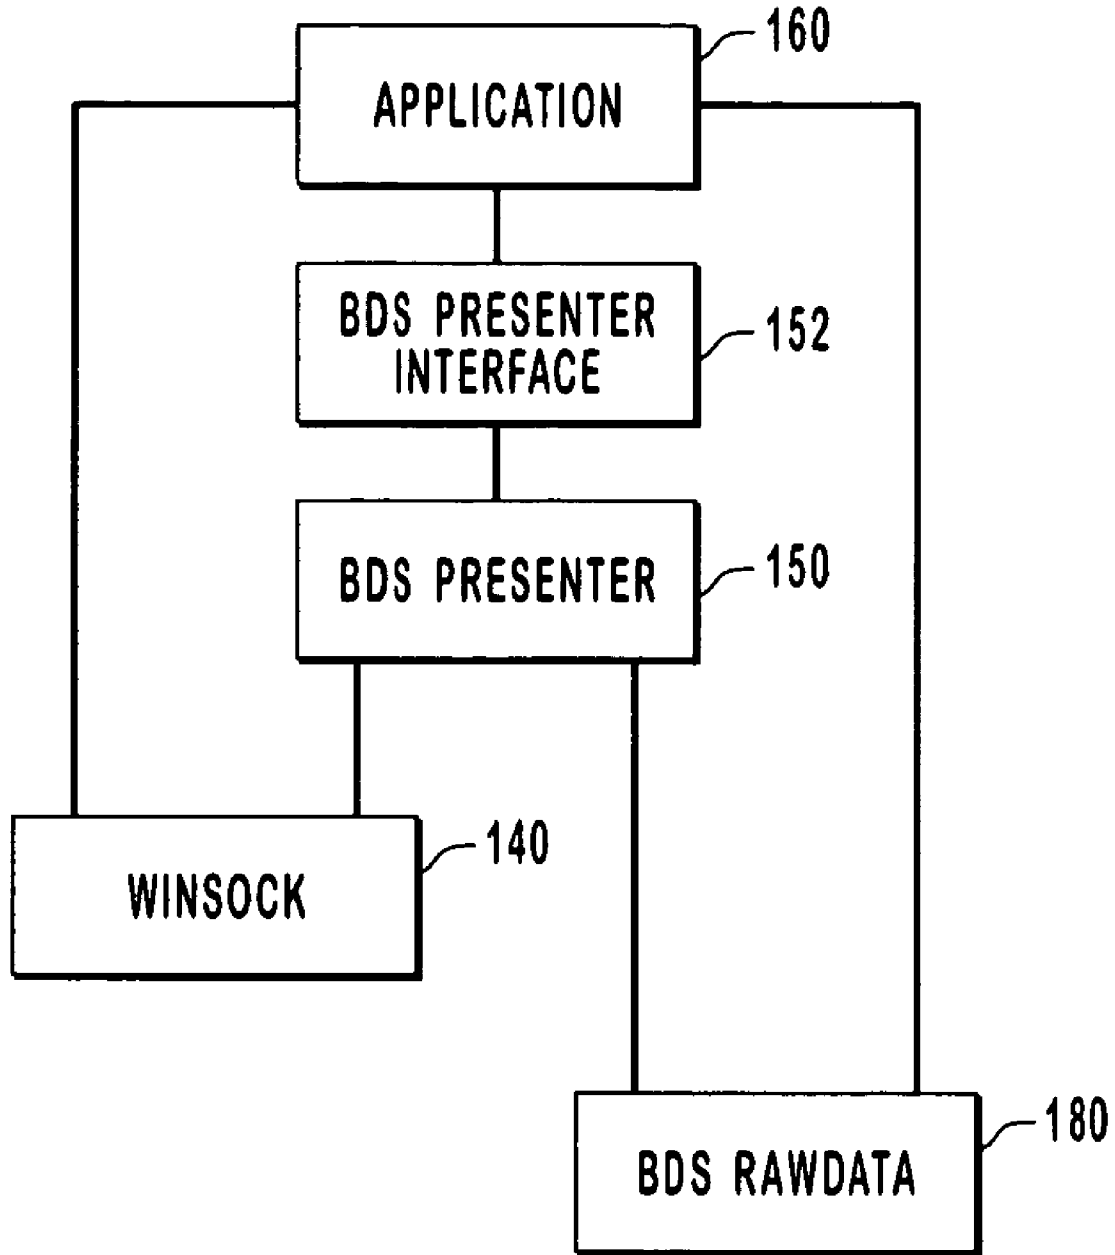 160
APPLICATION
BDS PRESENTER
INTERFACE
152
BDS PRESENTER
150
WINSOCK
140
BDS RAWDATA
180